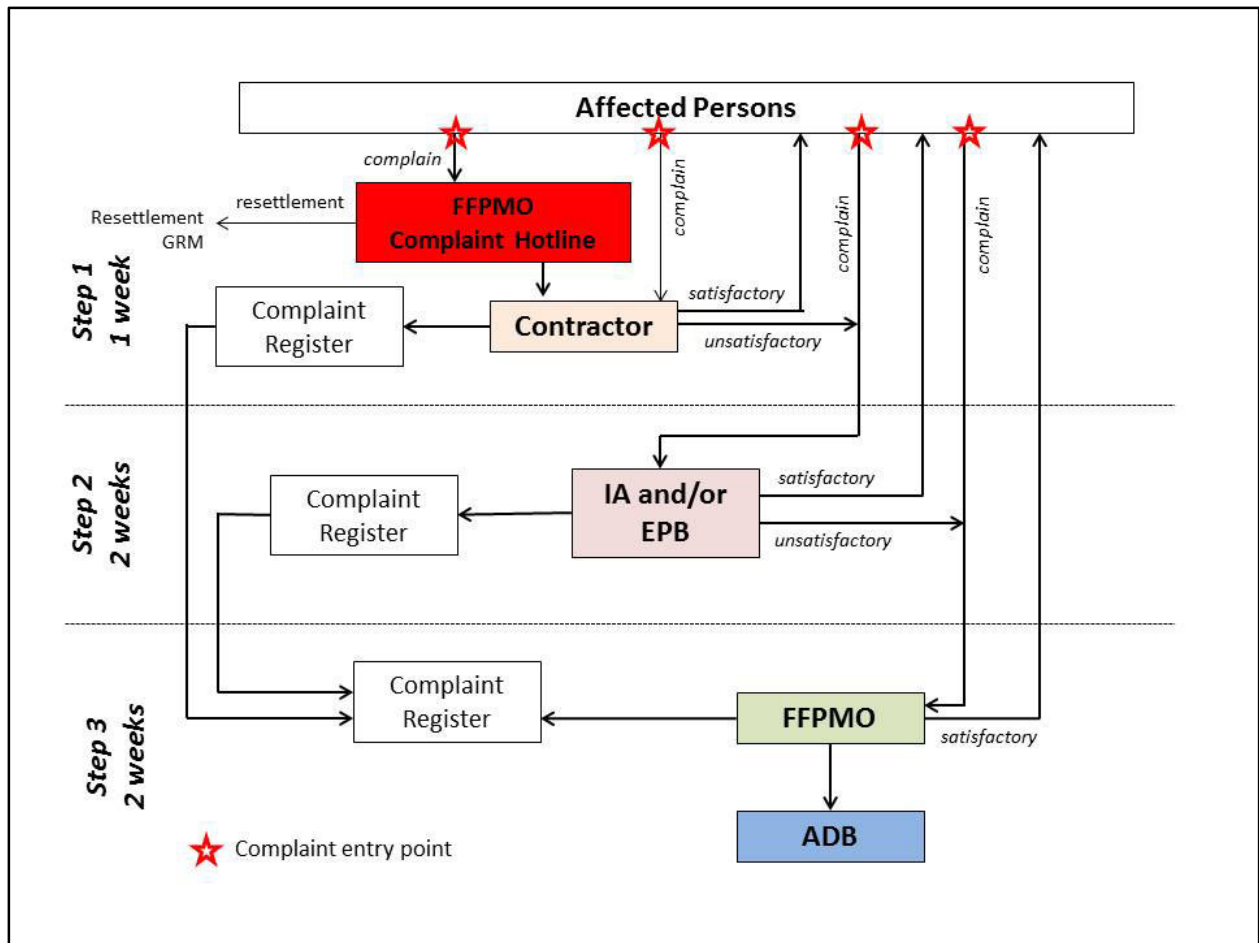 Affected Persons
complain
complain
complain
complain
FFPMO
Complaint Hotline
resettlement
Resettlement
GRM
Step 1
1 week
Complaint
Register
Contractor
satisfactory
unsatisfactory
Step 2
2 weeks
Complaint
Register
IA and/or
EPB
satisfactory
unsatisfactory
Step 3
2 weeks
Complaint
Register
FFPMO
satisfactory
ADB
Complaint entry point